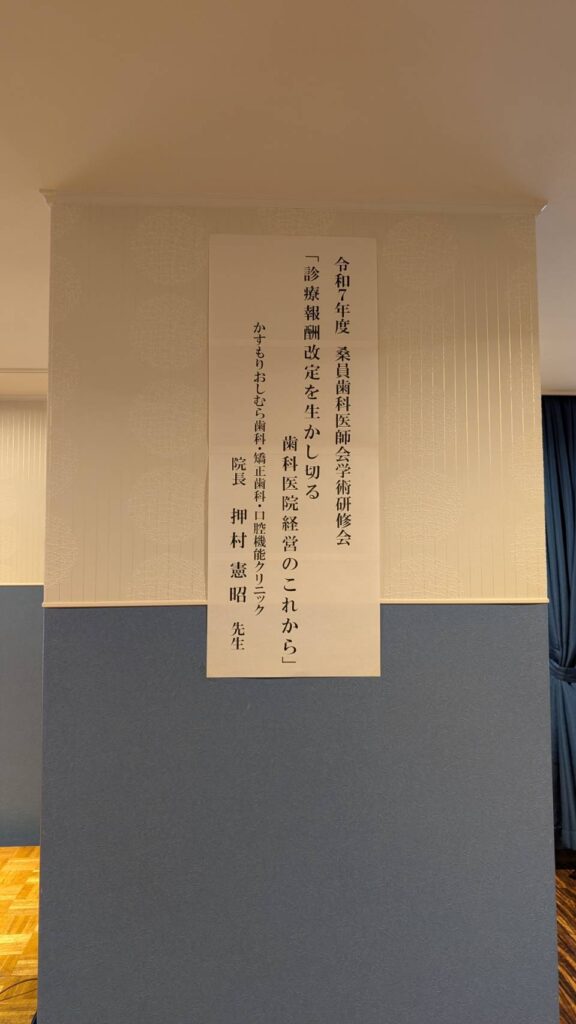 令和7年度 桑員歯科医師会学術研修会
「診療報酬改定を生かし切る
歯科医院経営のこれから」
かすもりおしむら歯科・矯正歯科・口腔機能クリニック
院長 押村憲昭 先生